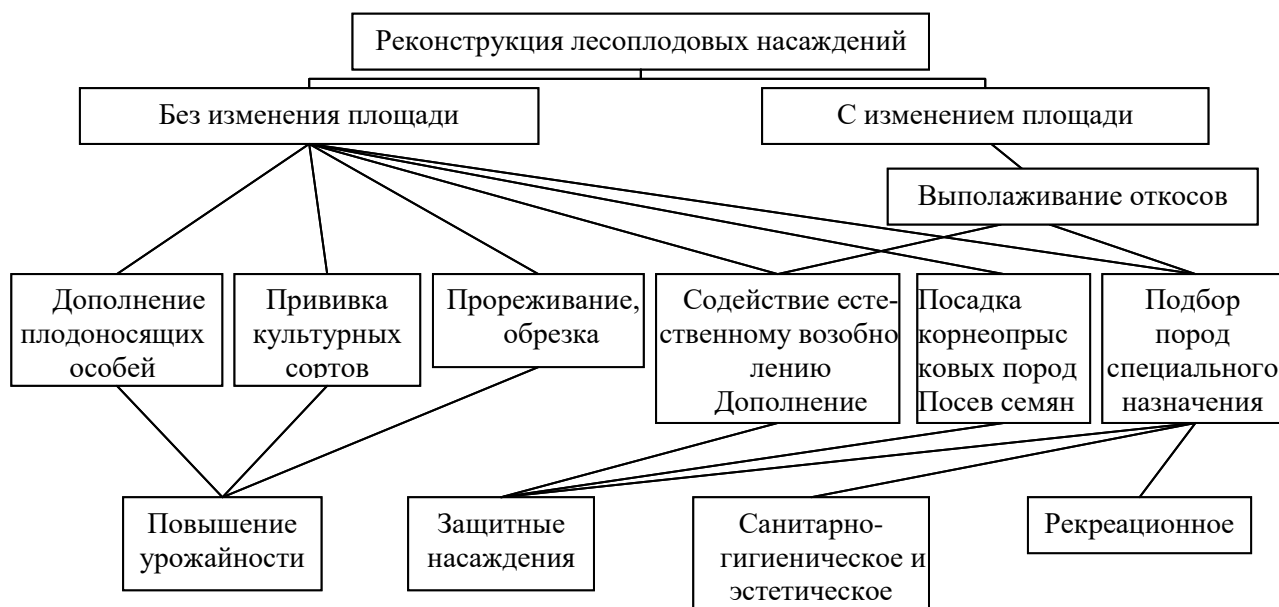 Реконструкция лесоплодовых насаждений
Без изменения площади
С изменением площади
Выполаживание откосов
Дополнение
плодоносящих
особей
Прививка
культурных
сортов
Прореживание,
обрезка
Содействие есте-
ственному возобно
лению
Дополнение
Посадка
корнеопрыс
ковых пород
Посев семян
Подбор
пород
специального
назначения
Повышение
урожайности
Защитные
насаждения
Санитарно-
гигиеническое и
эстетическое
Рекреационное